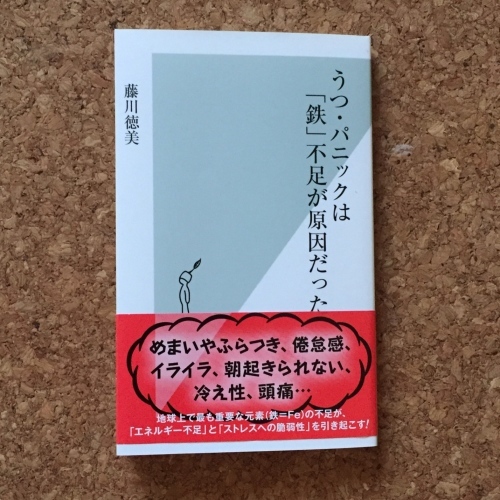 うつ・パニックは
「鉄」不足が原因だった
藤川徳美
めまいやふらつき、倦怠感、
イライラ、朝起きられない、
冷え性、頭痛…
地球上で最も重要な元素(鉄=Fe)の不足が、
「エネルギー不足」と「ストレスへの脆弱性」を引き起こす!